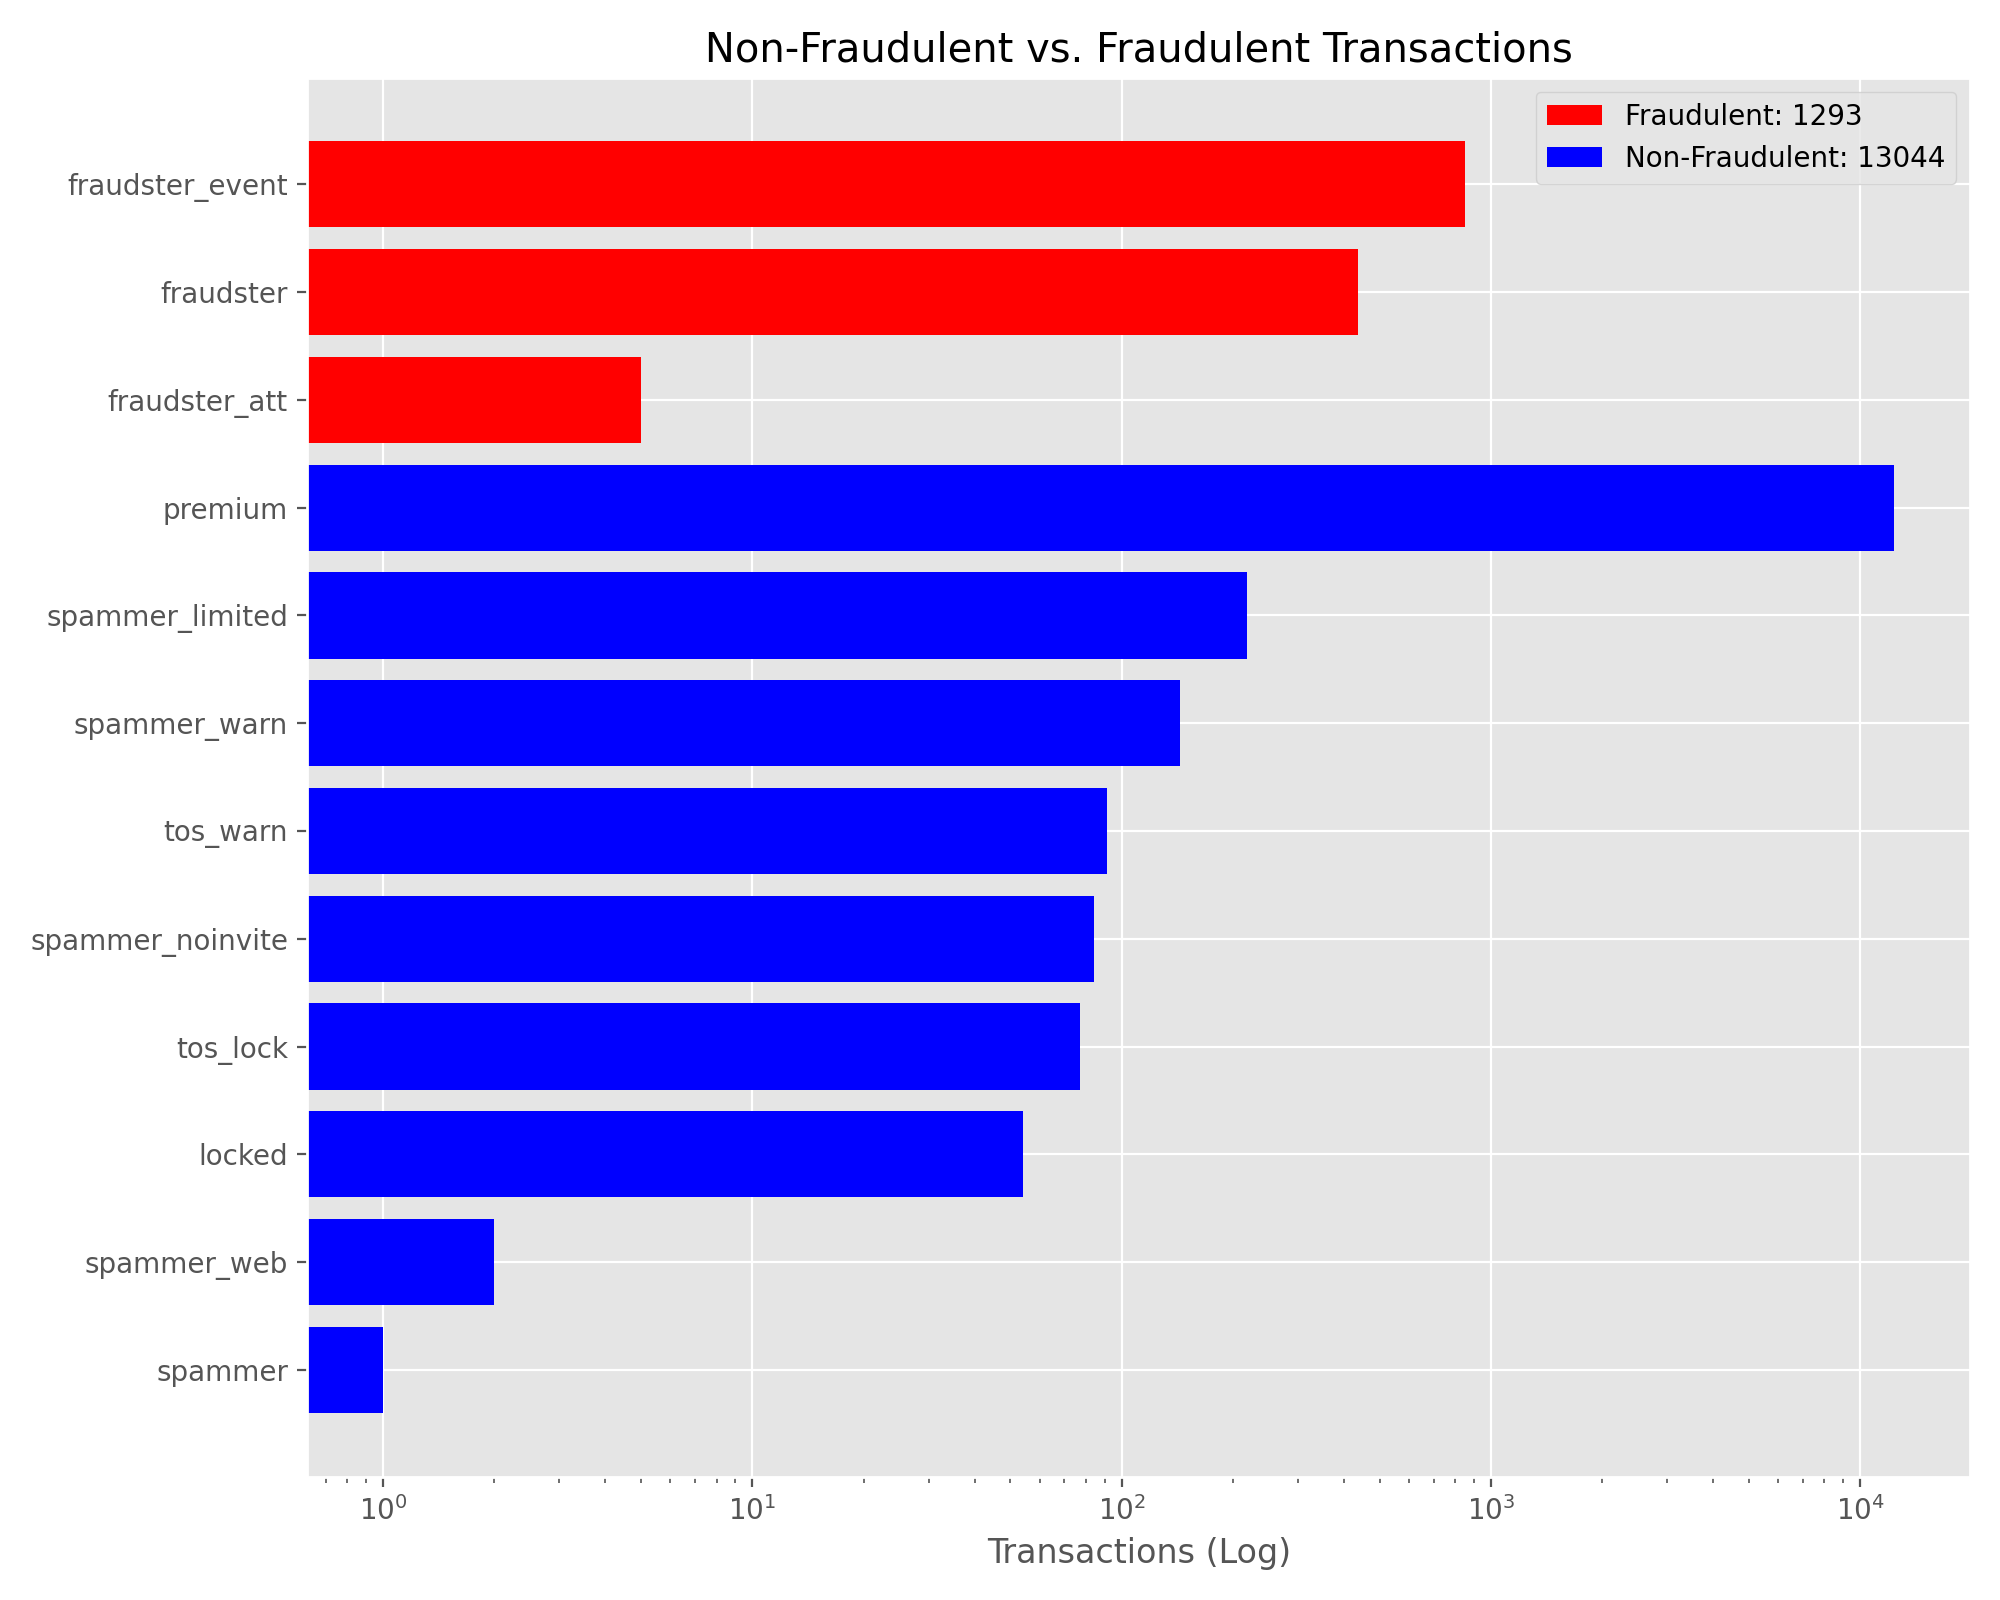 Non-Fraudulent vs. Fraudulent Transactions
Fraudulent: 1293
Non-Fraudulent: 13044
fraudster_event
fraudster
fraudster_att
premium
spammer_limited
spammer_warn
tos_warn
spammer_noinvite
tos_lock
locked
spammer_web
spammer
10⁰ 10¹ 10² 10³ 10⁴
Transactions (Log)